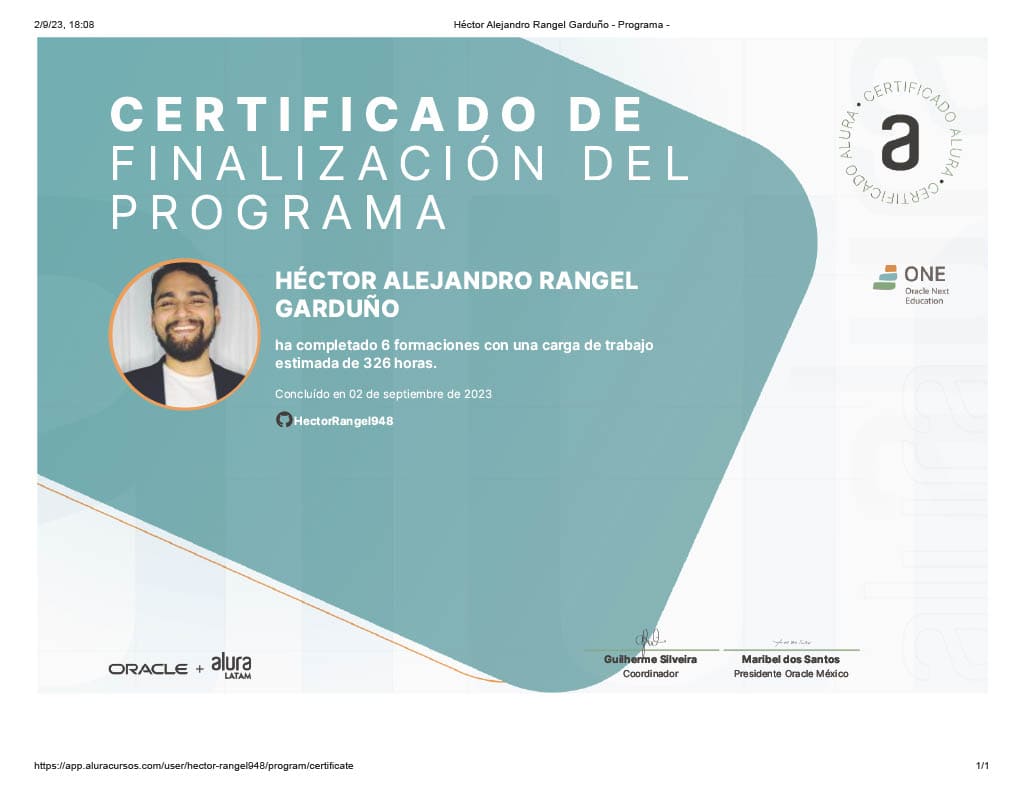 2/9/23, 18:08
Héctor Alejandro Rangel Garduño - Programa -
CERTIFICADO DE
FINALIZACIÓN DEL
PROGRAMA
• CERTIFICADO ALURA • CERTIFICADO ALURA
a
ONE
Oracle Next
Education
HÉCTOR ALEJANDRO RANGEL
GARDUÑO
ha completado 6 formaciones con una carga de trabajo
estimada de 326 horas.
Concluído en 02 de septiembre de 2023
HectorRangel948
ORACLE + alura
LATAM
Guilherme Silveira
Coordinador
Maribel dos Santos
Presidente Oracle México
https://app.aluracursos.com/user/hector-rangel948/program/certificate
1/1